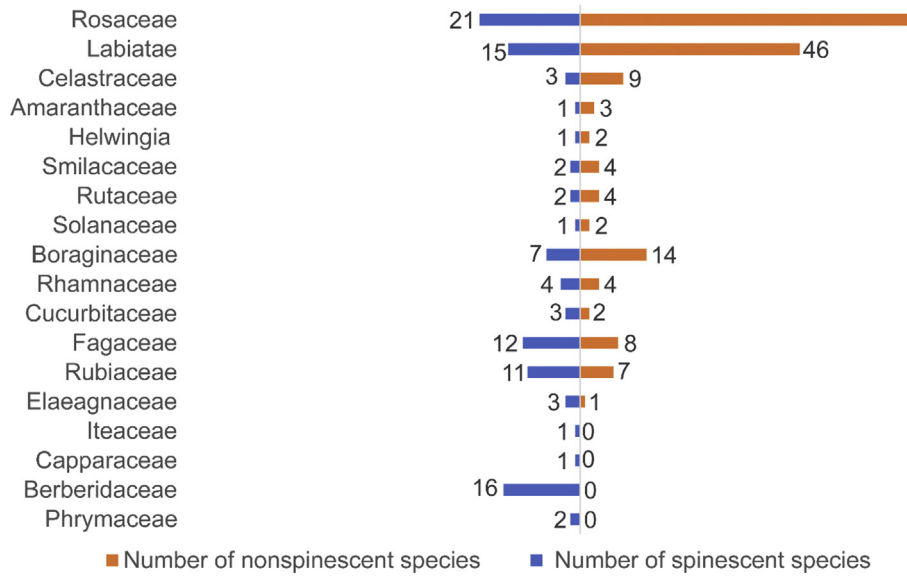 Rosaceae 21
Labiatae 15 46
Celastraceae 3 9
Amaranthaceae 1 3
Helwingia 1 2
Smilacaceae 2 4
Rutaceae 2 4
Solanaceae 1 2
Boraginaceae 7 14
Rhamnaceae 4 4
Cucurbitaceae 3 2
Fagaceae 12 8
Rubiaceae 11 7
Elaeagnaceae 3 1
Iteaceae 1 0
Capparaceae 1 0
Berberidaceae 16 0
Phrymaceae 2 0
Number of nonspinescent species Number of spinescent species